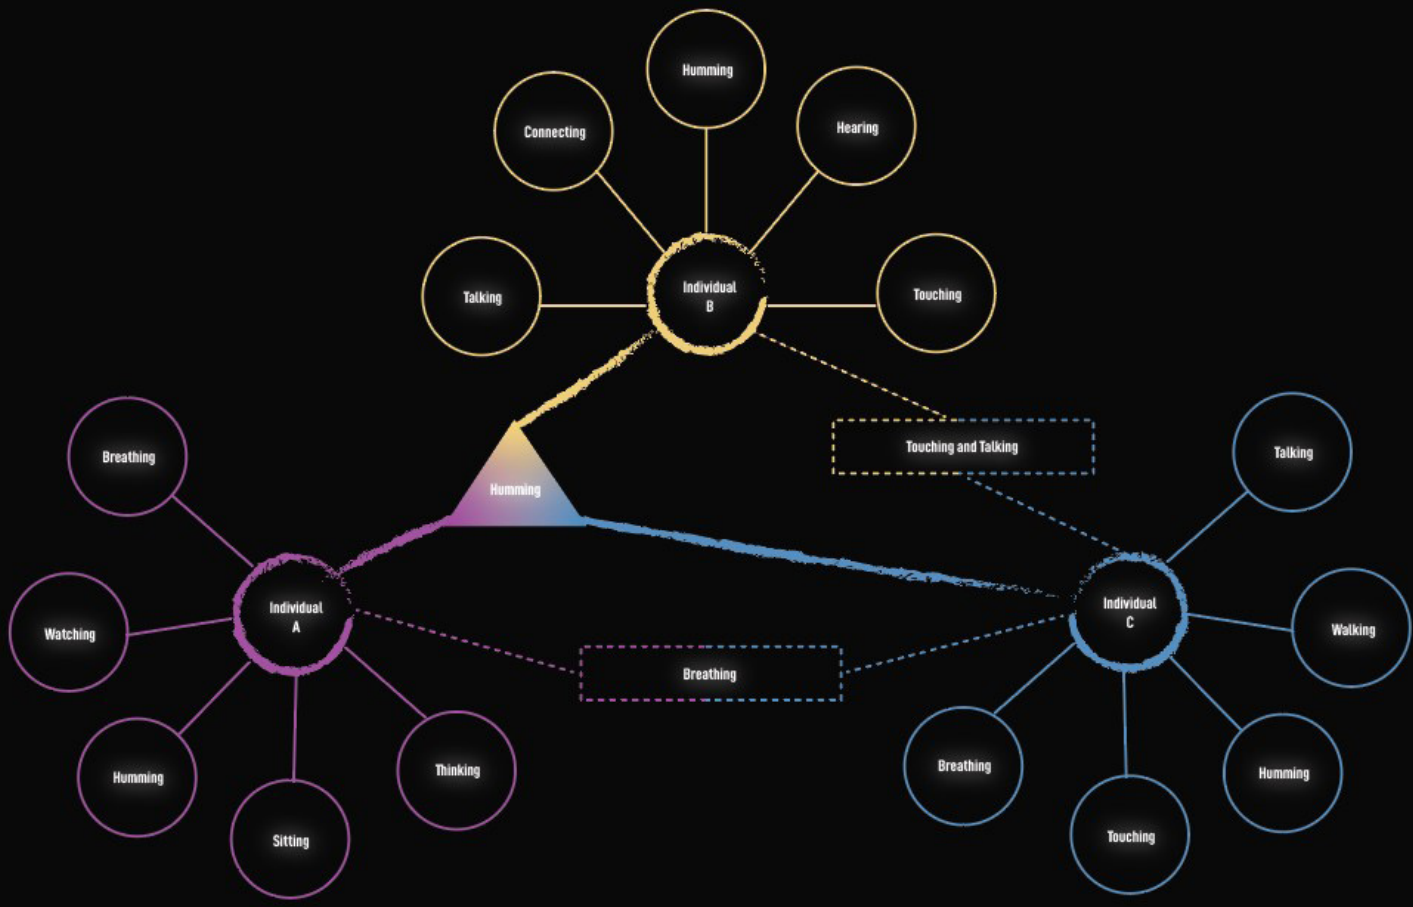 Humming
Connecting
Hearing
Talking
Individual
B
Touching
Breathing
Humming
Touching and Talking
Talking
Watching
Individual
A
Breathing
Individual
C
Walking
Humming
Sitting
Thinking
Breathing
Touching
Humming